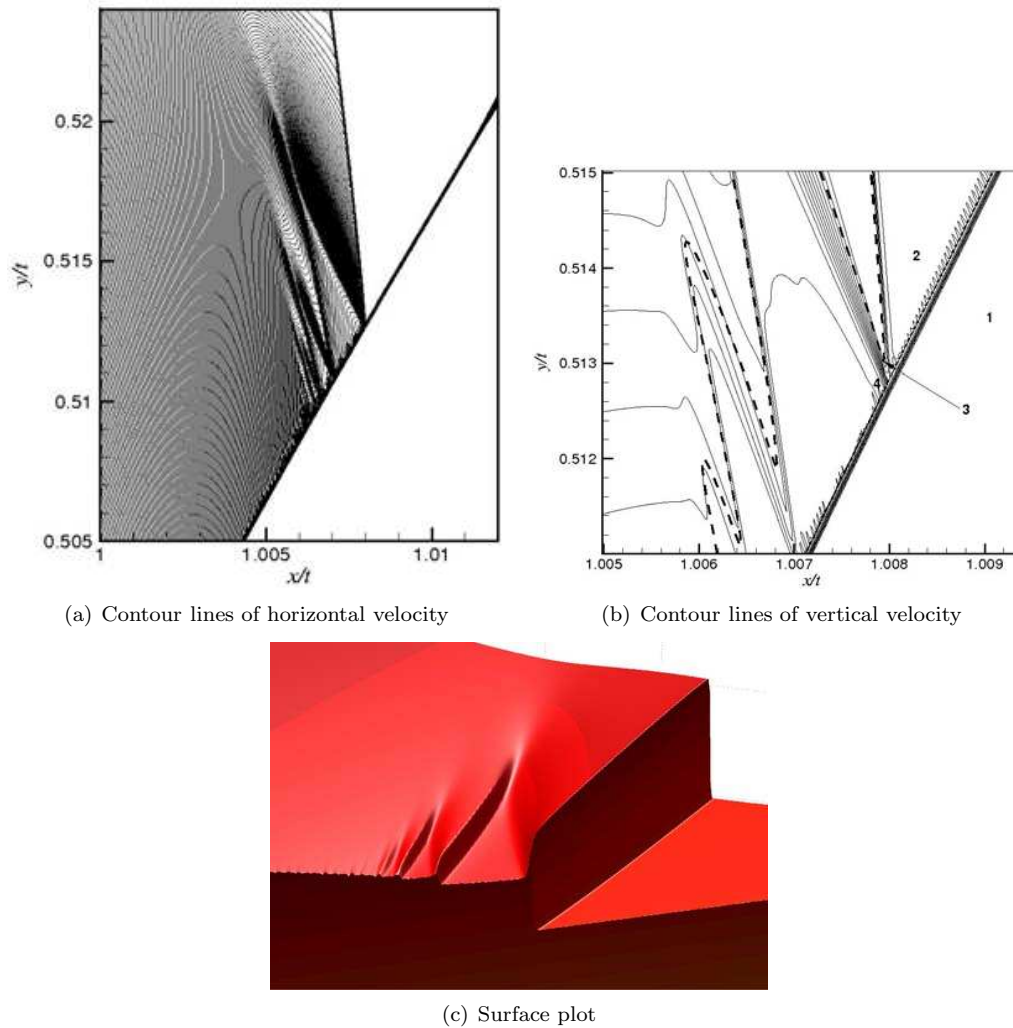 0.52
0.515
0.51
0.505
y/t
1
1.005
1.01
x/t
(a) Contour lines of horizontal velocity
0.515
0.514
0.513
0.512
y/t
1
2
3
4
1.005
1.006
1.007
1.008
1.009
x/t
(b) Contour lines of vertical velocity
(c) Surface plot